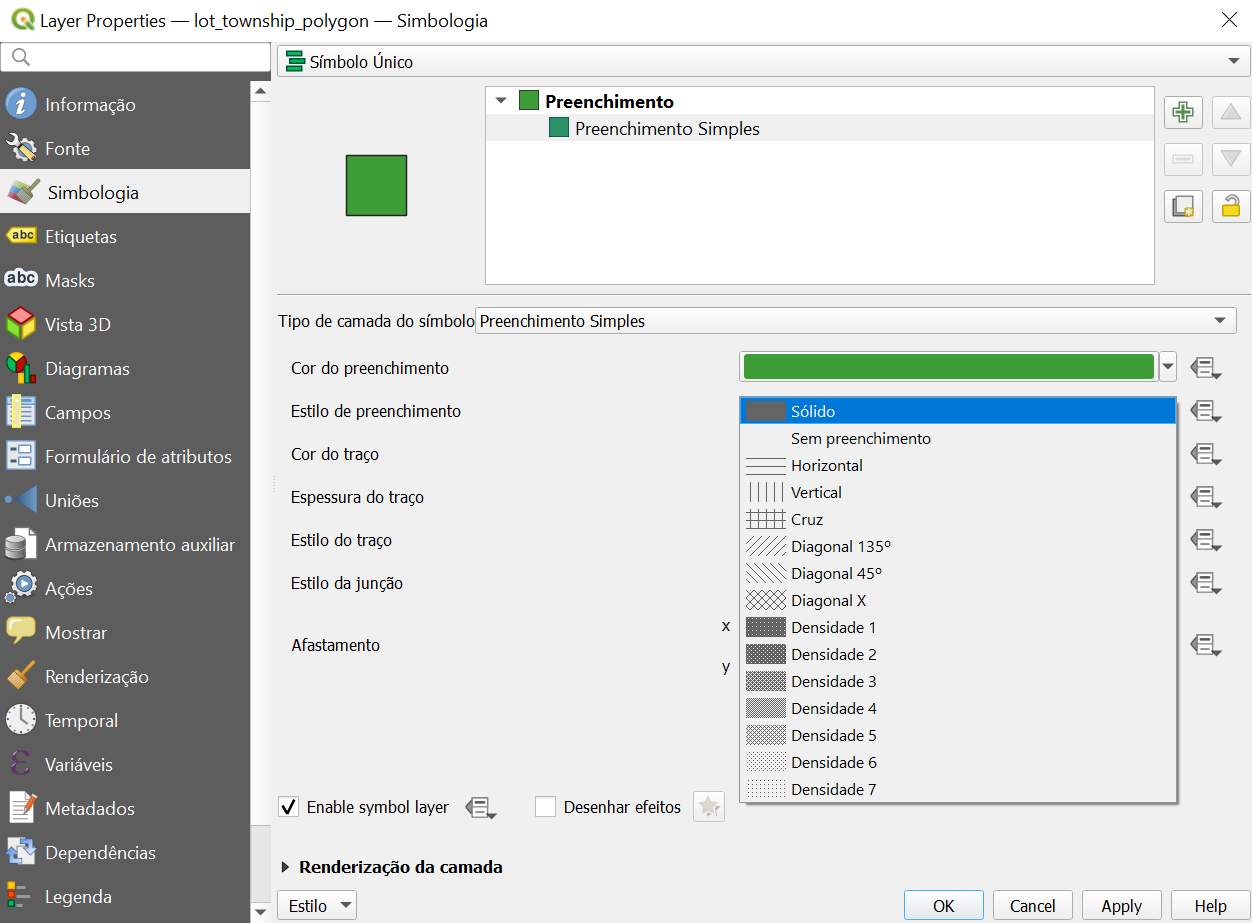 Layer Properties — lot_township_polygon — Simbologia
Símbolo Único
Informação
Fonte
Simbologia
abc Etiquetas
abc Masks
Vista 3D
Diagramas
Campos
Formulário de atributos
Uniões
Armazenamento auxiliar
Ações
Mostrar
Renderização
Temporal
Variáveis
Metadados
Dependências
Legenda
Preenchimento
Preenchimento Simples
Tipo de camada do símbolo Preenchimento Simples
Cor do preenchimento
Estilo de preenchimento
Cor do traço
Espessura do traço
Estilo do traço
Estilo da junção
Afastamento
x
y
Sólido
Sem preenchimento
Horizontal
Vertical
Cruz
Diagonal 135º
Diagonal 45º
Diagonal X
Densidade 1
Densidade 2
Densidade 3
Densidade 4
Densidade 5
Densidade 6
Densidade 7
Enable symbol layer
Desenhar efeitos
Renderização da camada
Estilo
OK
Cancel
Apply
Help